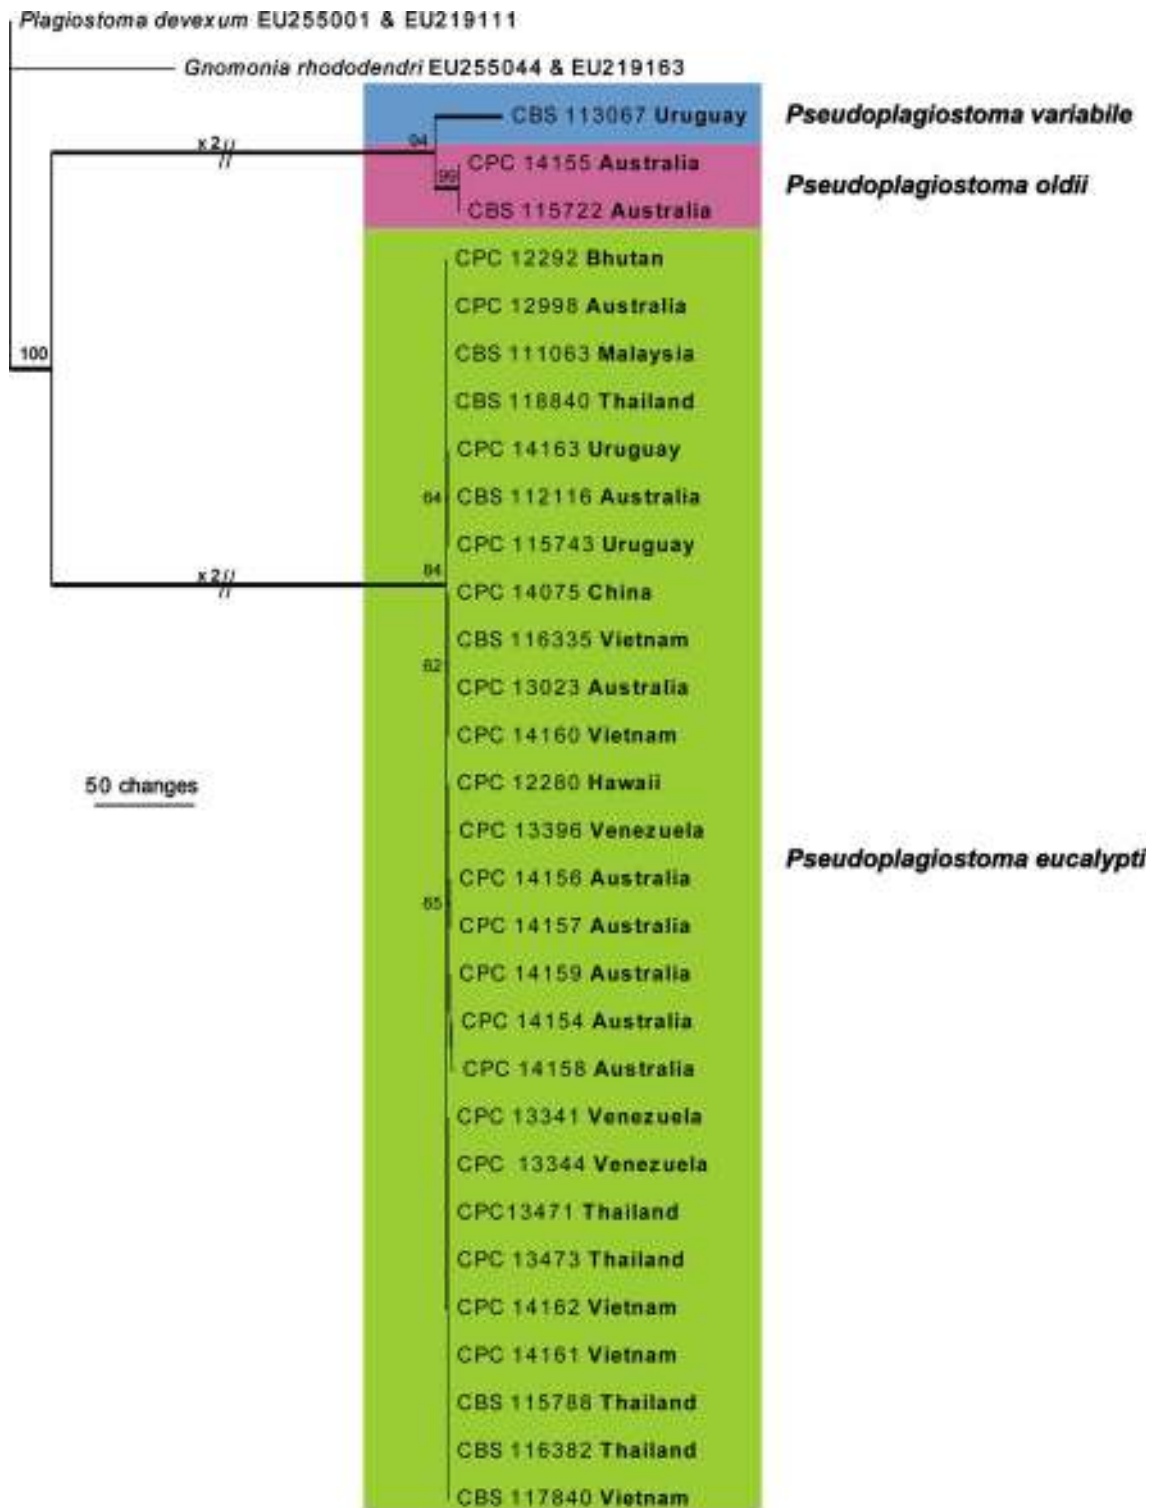 Plagiostoma devexum EU255001 & EU219111
Gnomonia rhododendri EU255044 & EU219163
CBS 113067 Uruguay
Pseudoplagiostoma variabile
x 2
94
CPC 14155 Australia
99
Pseudoplagiostoma oldii
CBS 115722 Australia
CPC 12292 Bhutan
CPC 12998 Australia
100
CBS 111063 Malaysia
CBS 118840 Thailand
CPC 14163 Uruguay
64
CBS 112116 Australia
CPC 115743 Uruguay
x 2
84
CPC 14075 China
CBS 116335 Vietnam
62
CPC 13023 Australia
CPC 14160 Vietnam
50 changes
CPC 12280 Hawaii
CPC 13396 Venezuela
Pseudoplagiostoma eucalypti
CPC 14156 Australia
65
CPC 14157 Australia
CPC 14159 Australia
CPC 14154 Australia
CPC 14158 Australia
CPC 13341 Venezuela
CPC 13344 Venezuela
CPC13471 Thailand
CPC 13473 Thailand
CPC 14162 Vietnam
CPC 14161 Vietnam
CBS 115788 Thailand
CBS 116382 Thailand
CBS 117840 Vietnam